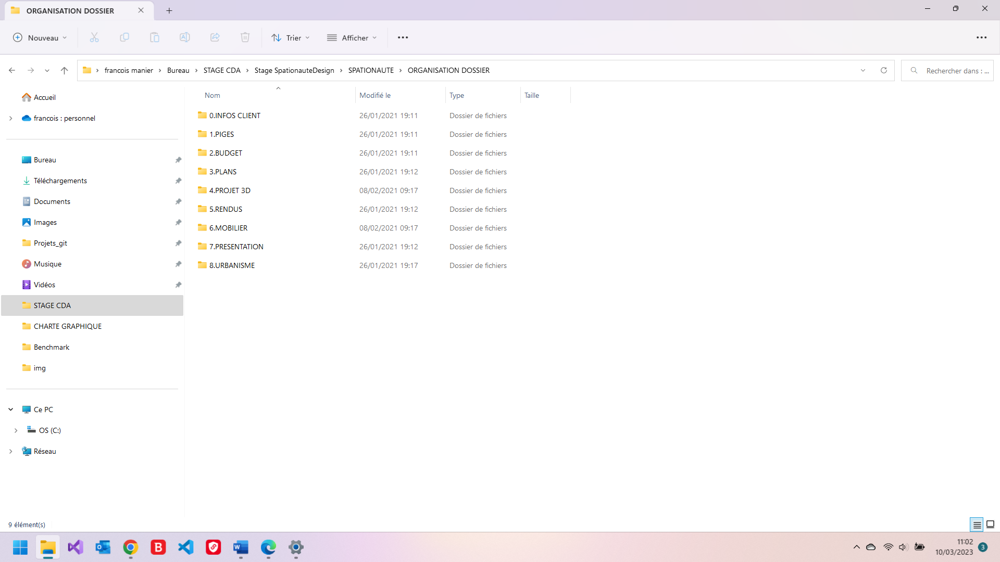 ORGANISATION DOSSIER
Nouveau
Trier
Afficher
francois manier > Bureau > STAGE CDA > Stage SpationauteDesign > SPATIONAUTE > ORGANISATION DOSSIER
Rechercher dans : ...
Accueil
francois : personnel
Bureau
Téléchargements
Documents
Images
Projets_git
Musique
Vidéos
STAGE CDA
CHARTE GRAPHIQUE
Benchmark
img
Ce PC
OS (C:)
Réseau
Nom Modifié le Type Taille
0.INFOS CLIENT 26/01/2021 19:11 Dossier de fichiers
1.PIGES 26/01/2021 19:11 Dossier de fichiers
2.BUDGET 26/01/2021 19:11 Dossier de fichiers
3.PLANS 26/01/2021 19:12 Dossier de fichiers
4.PROJET 3D 08/02/2021 09:17 Dossier de fichiers
5.RENDUS 26/01/2021 19:12 Dossier de fichiers
6.MOBILIER 08/02/2021 09:17 Dossier de fichiers
7.PRESENTATION 26/01/2021 19:12 Dossier de fichiers
8.URBANISME 26/01/2021 19:17 Dossier de fichiers
9 élément(s)
B
W
11:02
10/03/2023
3